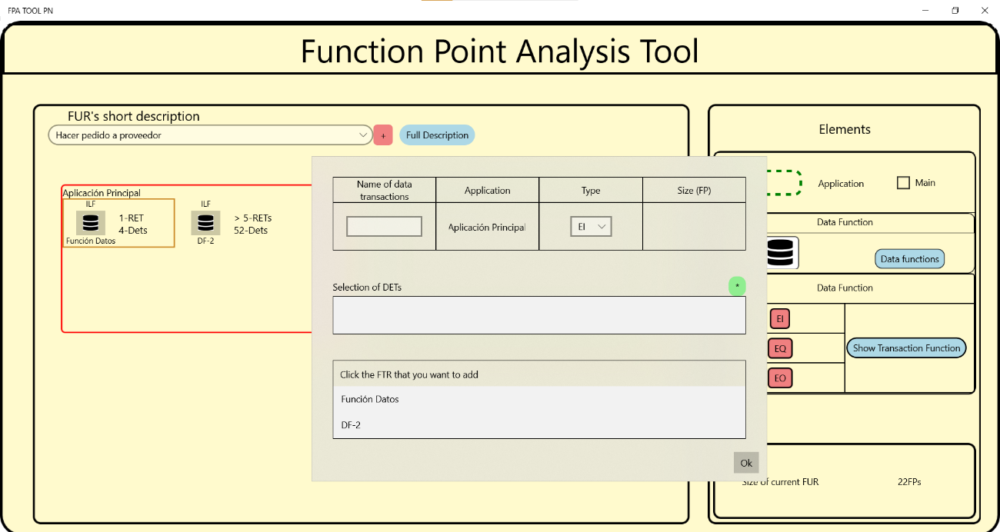 FPA TOOL PN
Function Point Analysis Tool
FUR's short description
Hacer pedido a proveedor
+
Full Description
Aplicación Principal
ILF
1-RET
4-Dets
Función Datos
ILF
> 5-RETs
52-Dets
DF-2
Name of data
transactions
Application
Type
Size (FP)
Aplicación Principal
EI
Selection of DETs
*
Click the FTR that you want to add
Función Datos
DF-2
Ok
Elements
Application
Main
Data Function
Data functions
Data Function
EI
EQ
EO
Show Transaction Function
Size of current FUR
22FPs